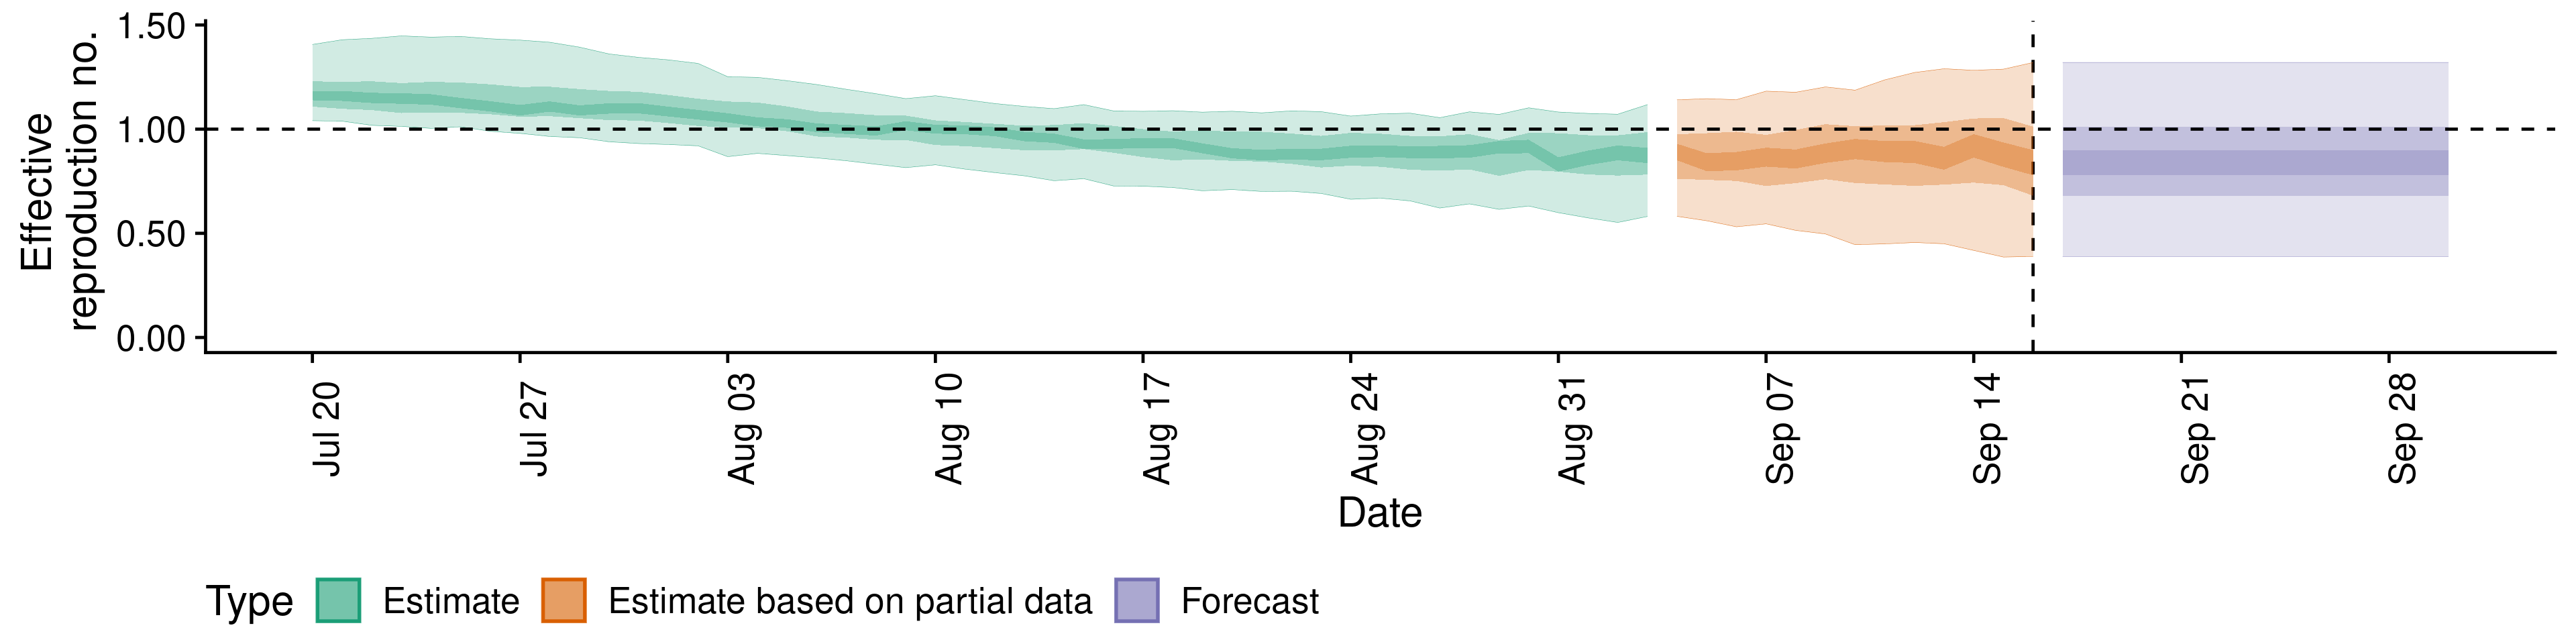 Effective
reproduction no.
1.50
1.00
0.50
0.00
Jul 20
Jul 27
Aug 03
Aug 10
Aug 17
Aug 24
Aug 31
Sep 07
Sep 14
Sep 21
Sep 28
Date
Type Estimate Estimate based on partial data Forecast